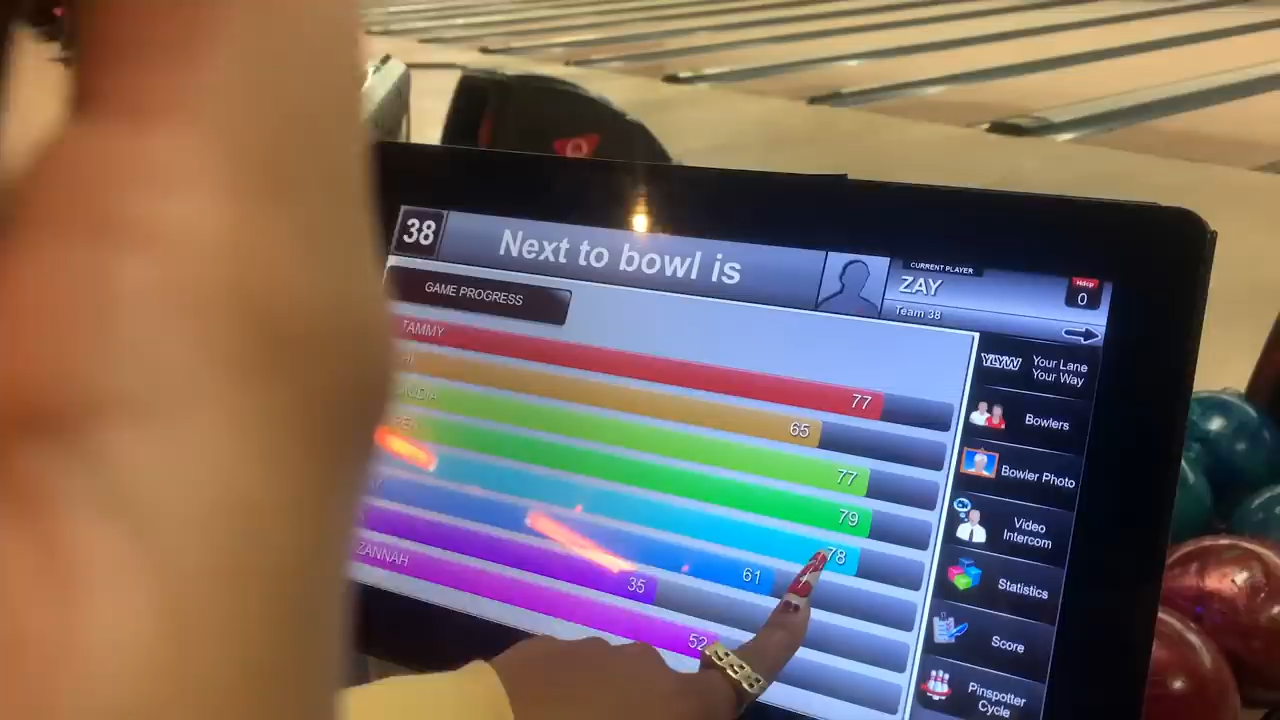 38
Next to bowl is
CURRENT PLAYER
ZAY
Team 38
Hdcp
0
GAME PROGRESS
TAMMY
77
65
77
79
78
61
35
ZANNAH
52
YLYW
Your Lane
Your Way
Bowlers
Bowler Photo
Video
Intercom
Statistics
Score
Pinspotter
Cycle